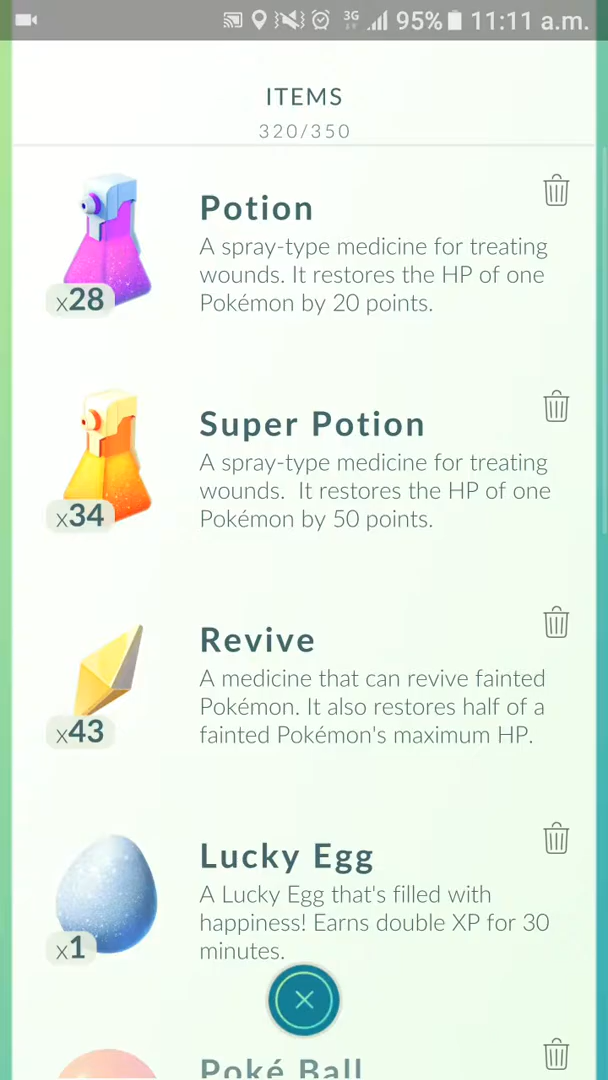 3G 95% 11:11 a.m.
ITEMS
320/350
Potion
A spray-type medicine for treating
wounds. It restores the HP of one
Pokémon by 20 points.
x28
Super Potion
A spray-type medicine for treating
wounds.  It restores the HP of one
Pokémon by 50 points.
x34
Revive
A medicine that can revive fainted
Pokémon. It also restores half of a
fainted Pokémon's maximum HP.
x43
Lucky Egg
A Lucky Egg that's filled with
happiness! Earns double XP for 30
minutes.
x1
Poké Ball